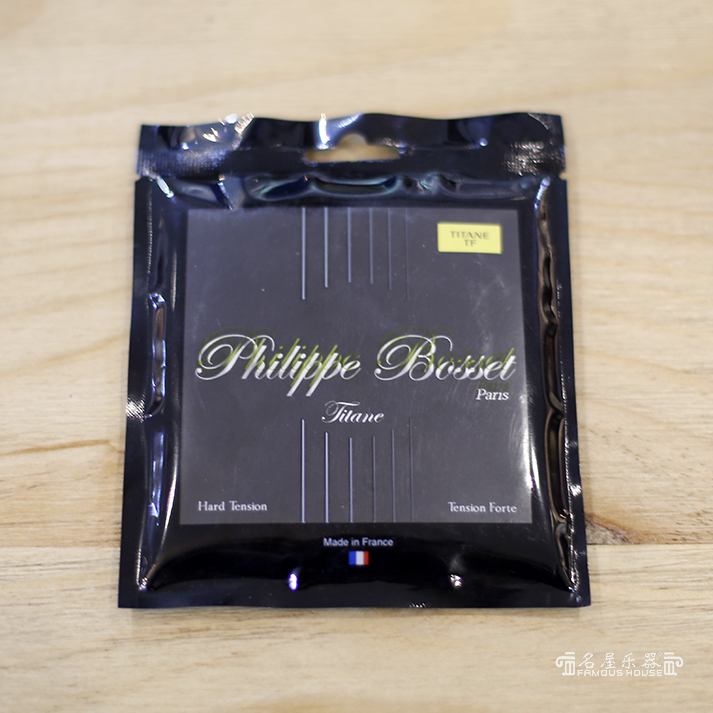 TITANE
TF
Philippe Bosset
Paris
Titane
Hard Tension
Tension Forte
Made in France
名屋乐器
FAMOUS HOUSE